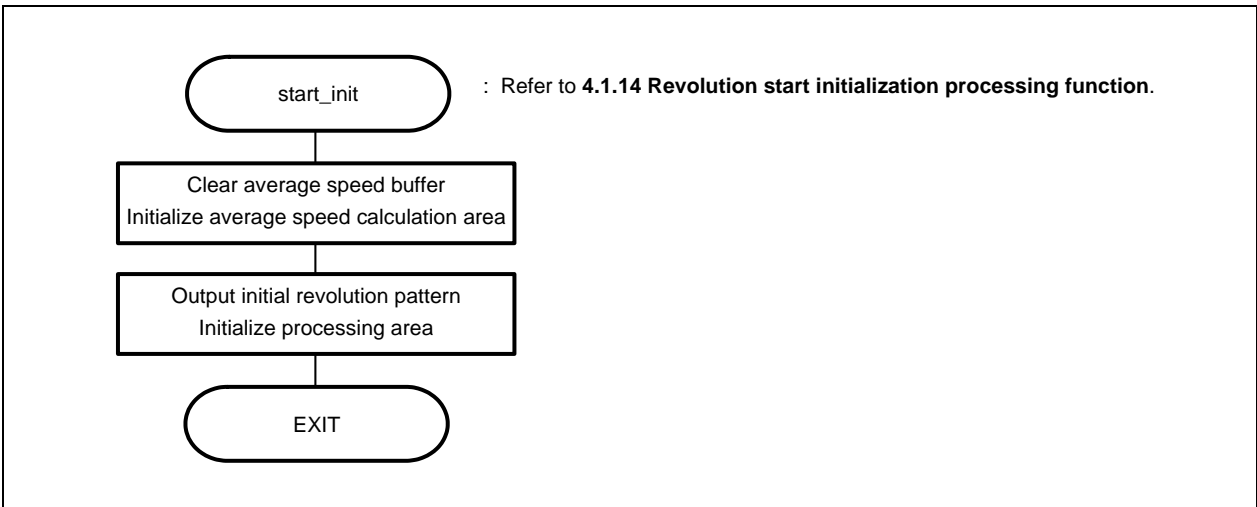 start_init
: Refer to 4.1.14 Revolution start initialization processing function.
Clear average speed buffer
Initialize average speed calculation area
Output initial revolution pattern
Initialize processing area
EXIT